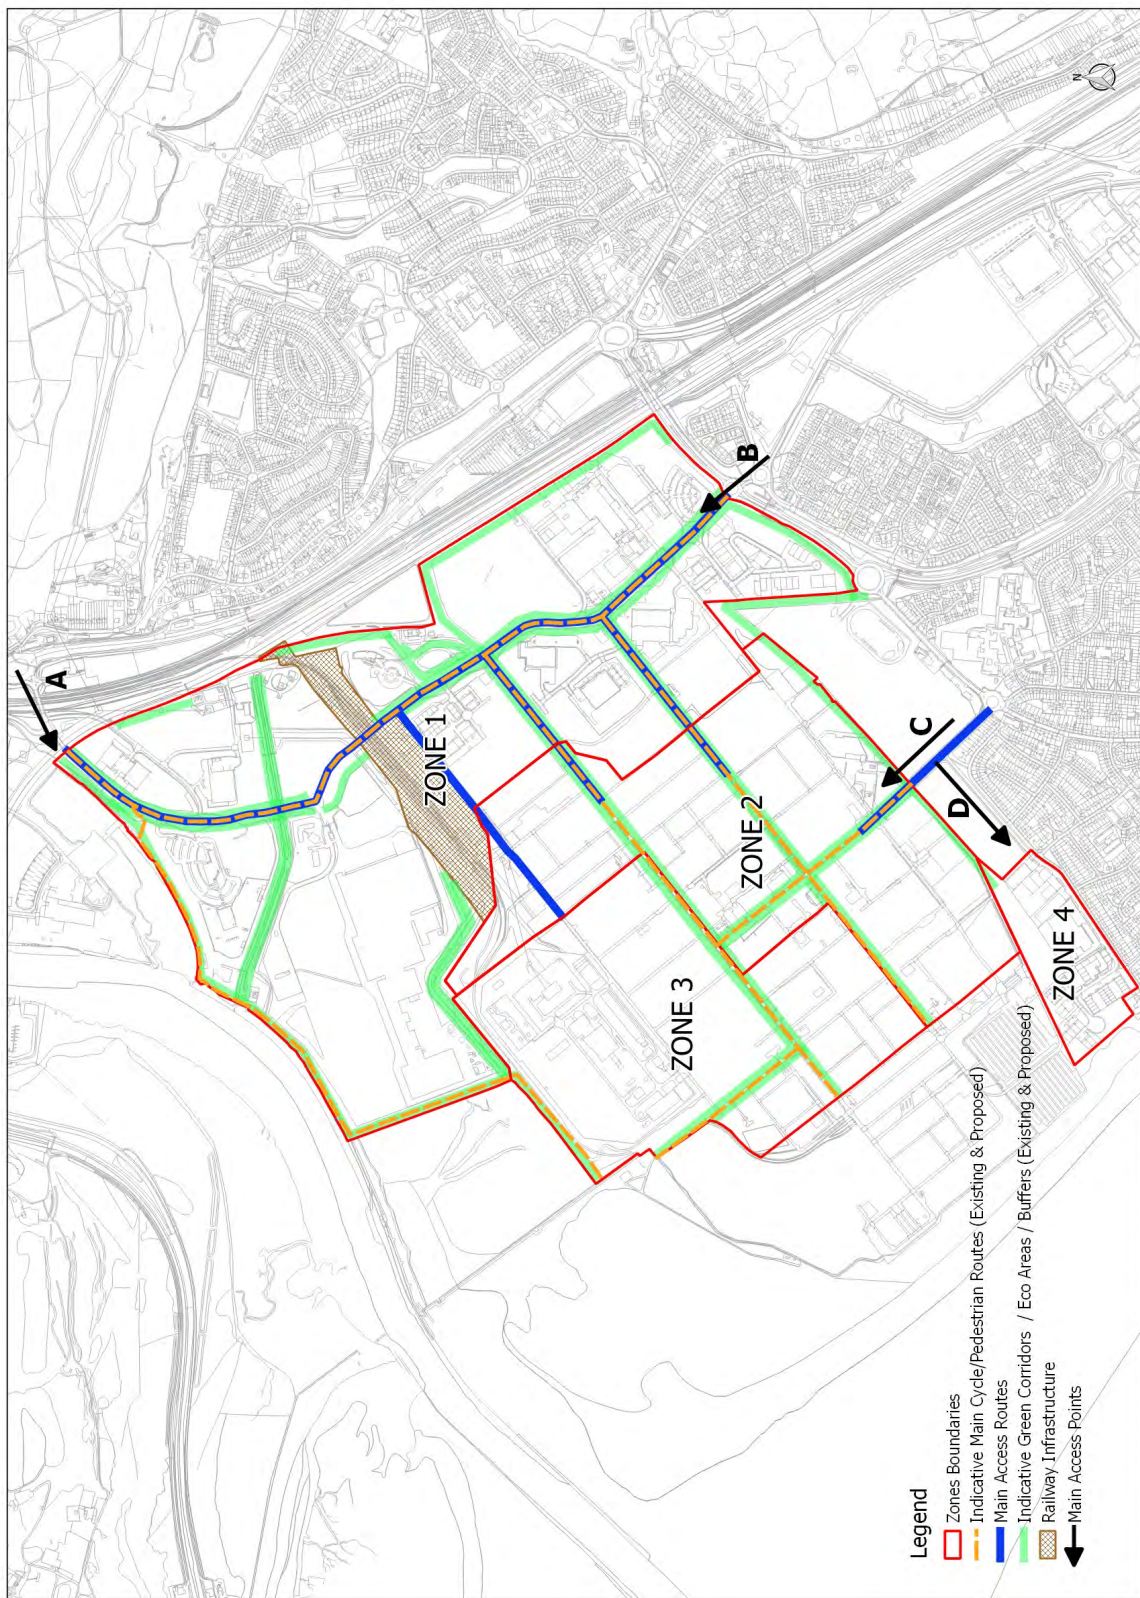 N
A
B
ZONE 1
C
D
ZONE 2
ZONE 3
ZONE 4
Legend
Zones Boundaries
Indicative Main Cycle/Pedestrian Routes (Existing & Proposed)
Main Access Routes
Indicative Green Corridors / Eco Areas / Buffers (Existing & Proposed)
Railway Infrastructure
Main Access Points